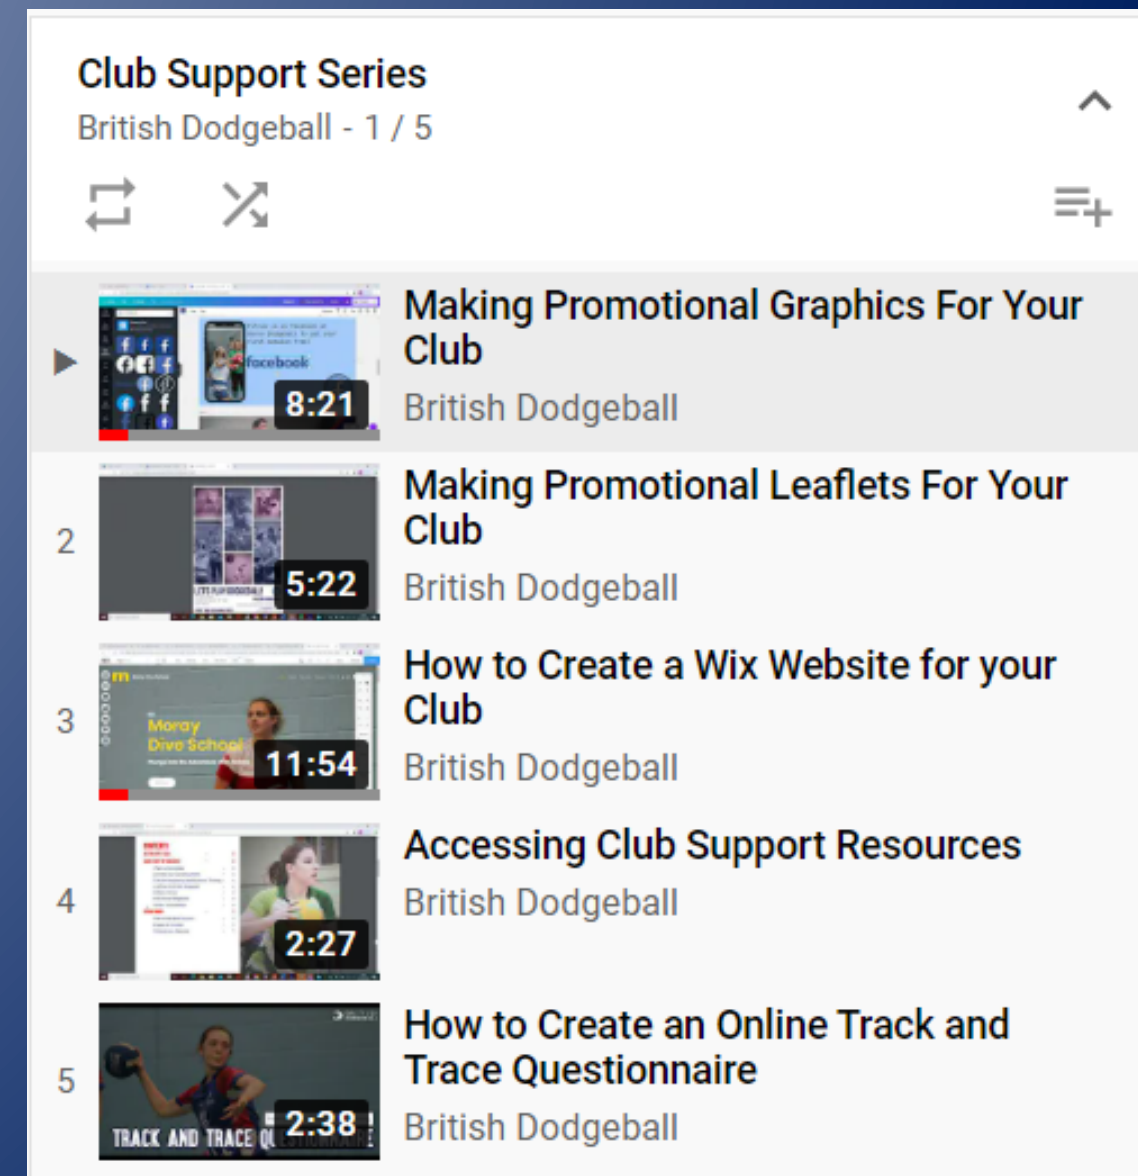 Club Support Series
British Dodgeball - 1 / 5
Making Promotional Graphics For Your
Club
British Dodgeball
facebook
8:21
2
Making Promotional Leaflets For Your
Club
British Dodgeball
5:22
3
How to Create a Wix Website for your
Club
British Dodgeball
Moray
Dive School
11:54
4
Accessing Club Support Resources
British Dodgeball
2:27
5
How to Create an Online Track and
Trace Questionnaire
British Dodgeball
2:38
TRACK AND TRACE